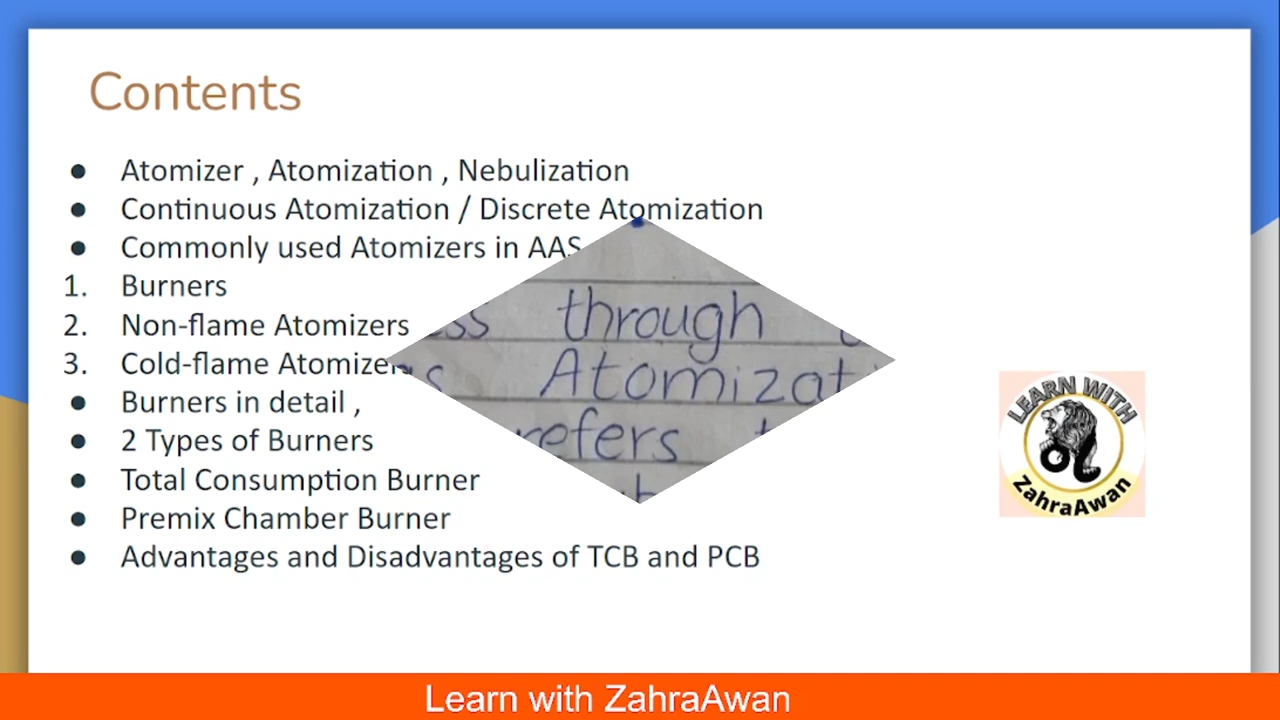 Contents
● Atomizer , Atomization , Nebulization
● Continuous Atomization / Discrete Atomization
● Commonly used Atomizers in AAS
1. Burners
2. Non-flame Atomizers
3. Cold-flame Atomizers
● Burners in detail ,
● 2 Types of Burners
● Total Consumption Burner
● Premix Chamber Burner
● Advantages and Disadvantages of TCB and PCB
through
Atomizat
refers
LEARN WITH
ZahraAwan
Learn with ZahraAwan